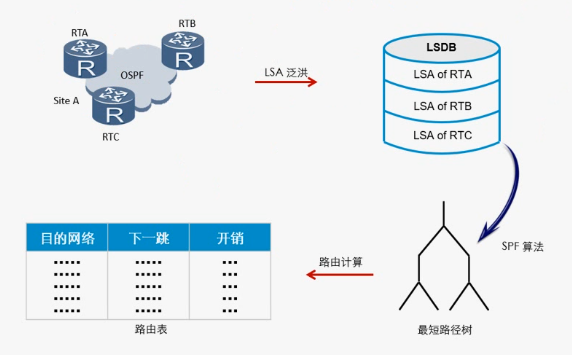 RTA
RTB
OSPF
R
R
R
Site A
RTC
LSA 泛洪
LSDB
LSA of RTA
LSA of RTB
LSA of RTC
SPF 算法
最短路径树
路由计算
目的网络 下一跳 开销
..... ..... ...
..... ..... ...
..... ..... ...
..... ..... ...
..... ..... ...
路由表